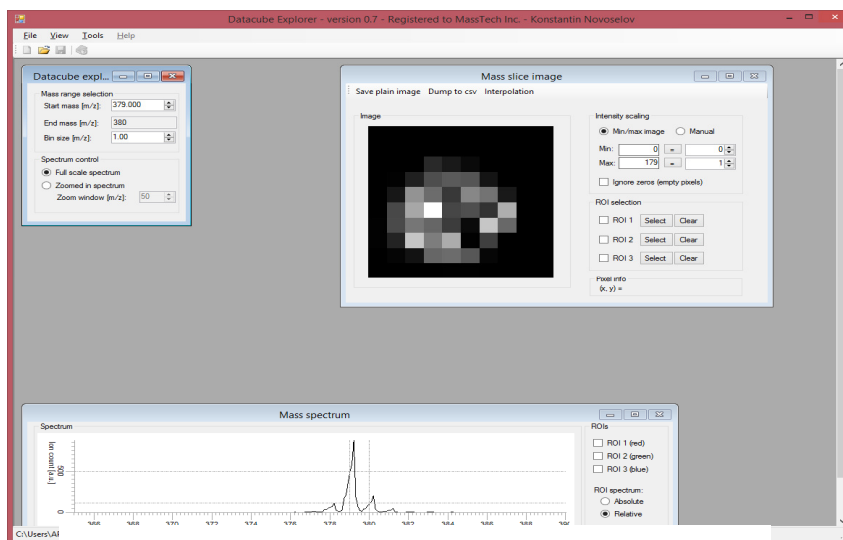 Datacube Explorer - version 0.7 - Registered to MassTech Inc. - Konstantin Novoselov
File View Tools Help
Datacube expl...
Mass range selection
Start mass [m/z]: 379.000
End mass [m/z]: 380
Bin size [m/z]: 1.00
Spectrum control
Full scale spectrum
Zoomed in spectrum
Zoom window [m/z]: 50
Mass slice image
Save plain image Dump to csv Interpolation
Image
Intensity scaling
Min/max image Manual
Min: 0 = 0
Max: 179 = 1
Ignore zeros (empty pixels)
ROI selection
ROI 1 Select Clear
ROI 2 Select Clear
ROI 3 Select Clear
Pixel info
(x, y) =
Mass spectrum
Spectrum
Ion count [a.u.]
500
0
366 368 370 372 374 376 378 380 382 384 386 388
ROIs
ROI 1 (red)
ROI 2 (green)
ROI 3 (blue)
ROI spectrum:
Absolute
Relative